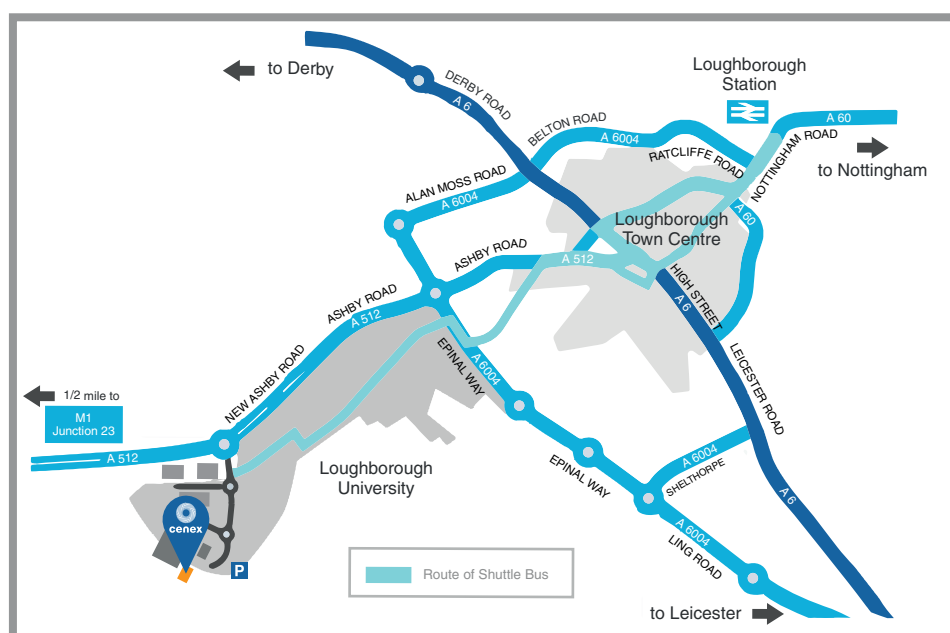 to Derby
Loughborough
Station
DERBY ROAD
A 6
BELTON ROAD
A 6004
RATCLIFFE ROAD
A 60
NOTTINGHAM ROAD
to Nottingham
ALAN MOSS ROAD
A 6004
Loughborough
Town Centre
A 60
ASHBY ROAD
A 512
HIGH STREET
A 6
ASHBY ROAD
A 512
EPINAL WAY
A 6004
LEICESTER ROAD
NEW ASHBY ROAD
1/2 mile to
M1
Junction 23
A 512
Loughborough
University
EPINAL WAY
A 6004
SHELTHORPE
A 6
cenex
P
A 6004
LING ROAD
Route of Shuttle Bus
to Leicester